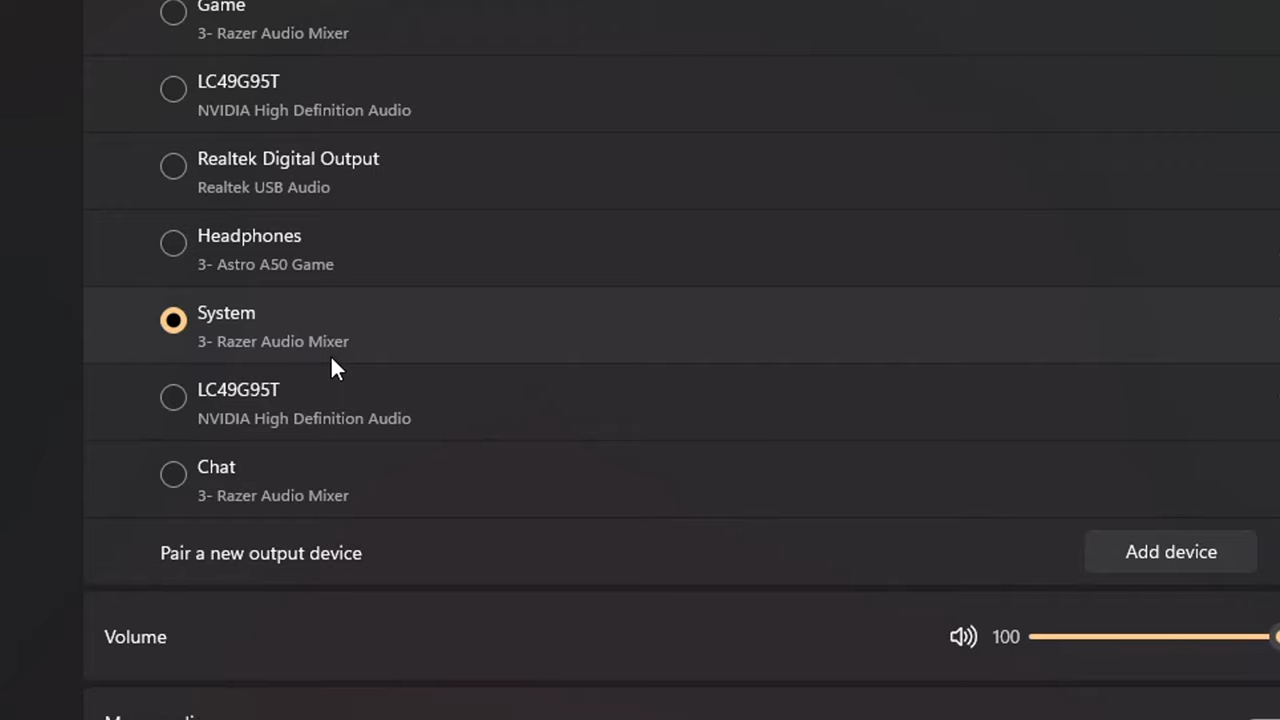 Game
3- Razer Audio Mixer
LC49G95T
NVIDIA High Definition Audio
Realtek Digital Output
Realtek USB Audio
Headphones
3- Astro A50 Game
System
3- Razer Audio Mixer
LC49G95T
NVIDIA High Definition Audio
Chat
3- Razer Audio Mixer
Pair a new output device
Add device
Volume
100